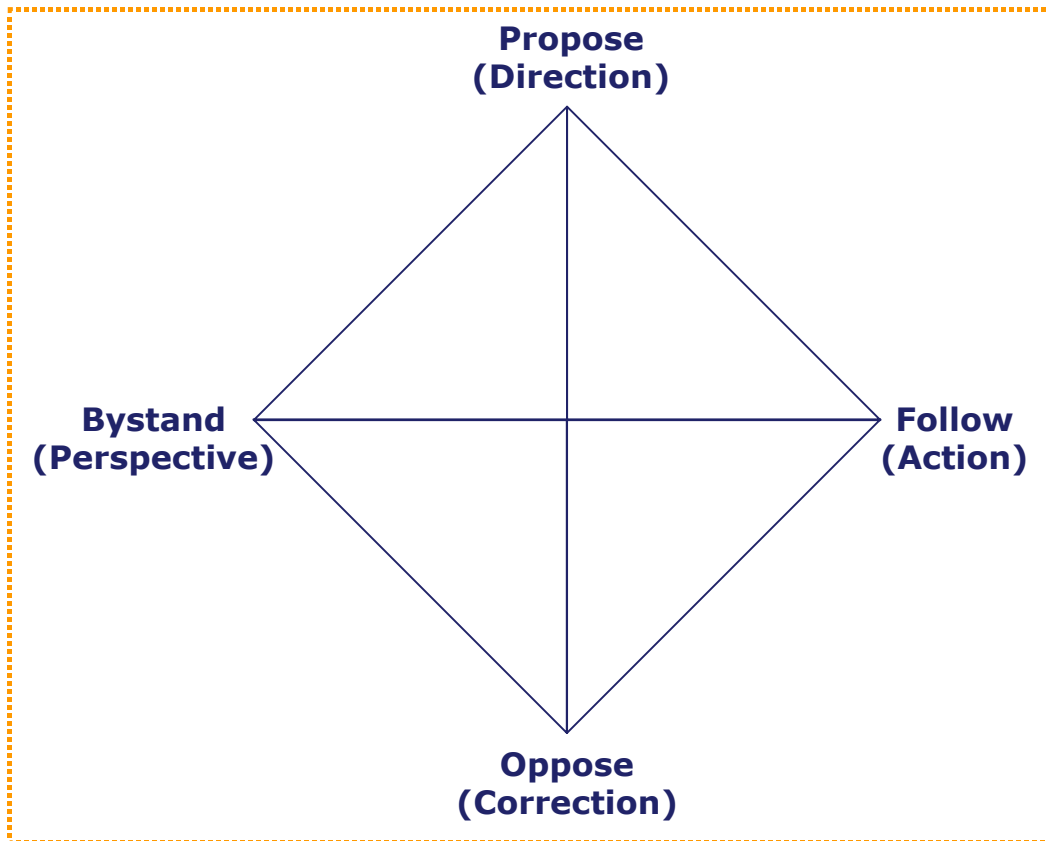 Propose
(Direction)
Bystand
(Perspective)
Follow
(Action)
Oppose
(Correction)